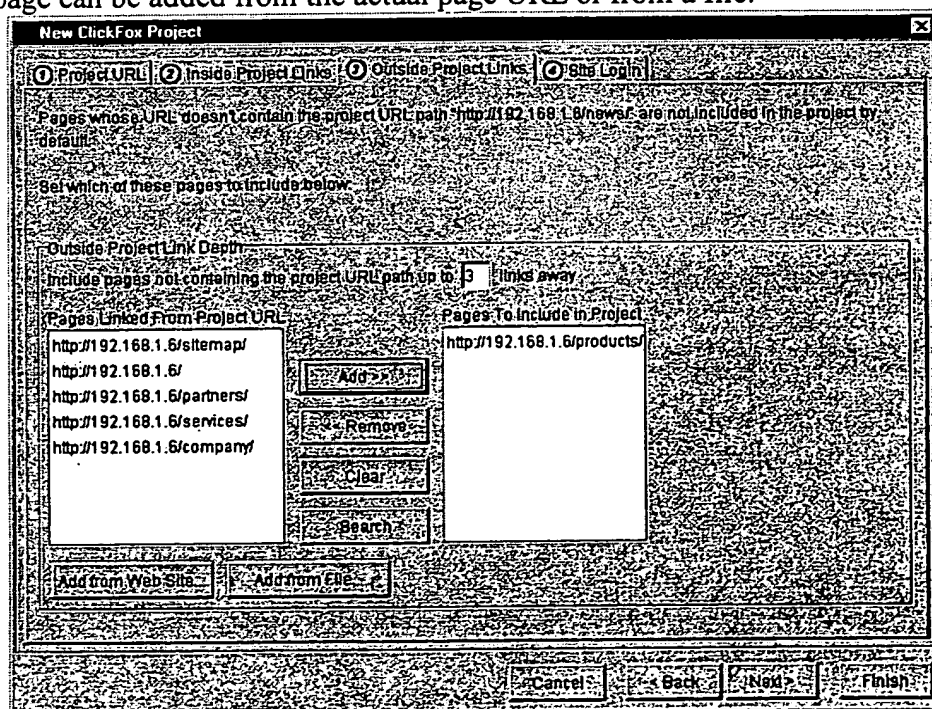 page can be added from the actual page URL or from a file.
New ClickFox Project
① Project URL ② Inside Project Links ③ Outside Project Links ④ Site Login
Pages whose URL doesn't contain the project URL path "http://192.168.1.6/news/" are not included in the project by
default.
Set which of these pages to include below.
Outside Project Link Depth
Include pages not containing the project URL path up to 3 links away
Pages Linked From Project URL
Pages To Include in Project
http://192.168.1.6/sitemap/
http://192.168.1.6/products/
http://192.168.1.6/
Add >>
http://192.168.1.6/partners/
http://192.168.1.6/services/
<< Remove
http://192.168.1.6/company/
Clear
Search
Add from Web Site...
Add from File...
Cancel
< Back
Next >
Finish